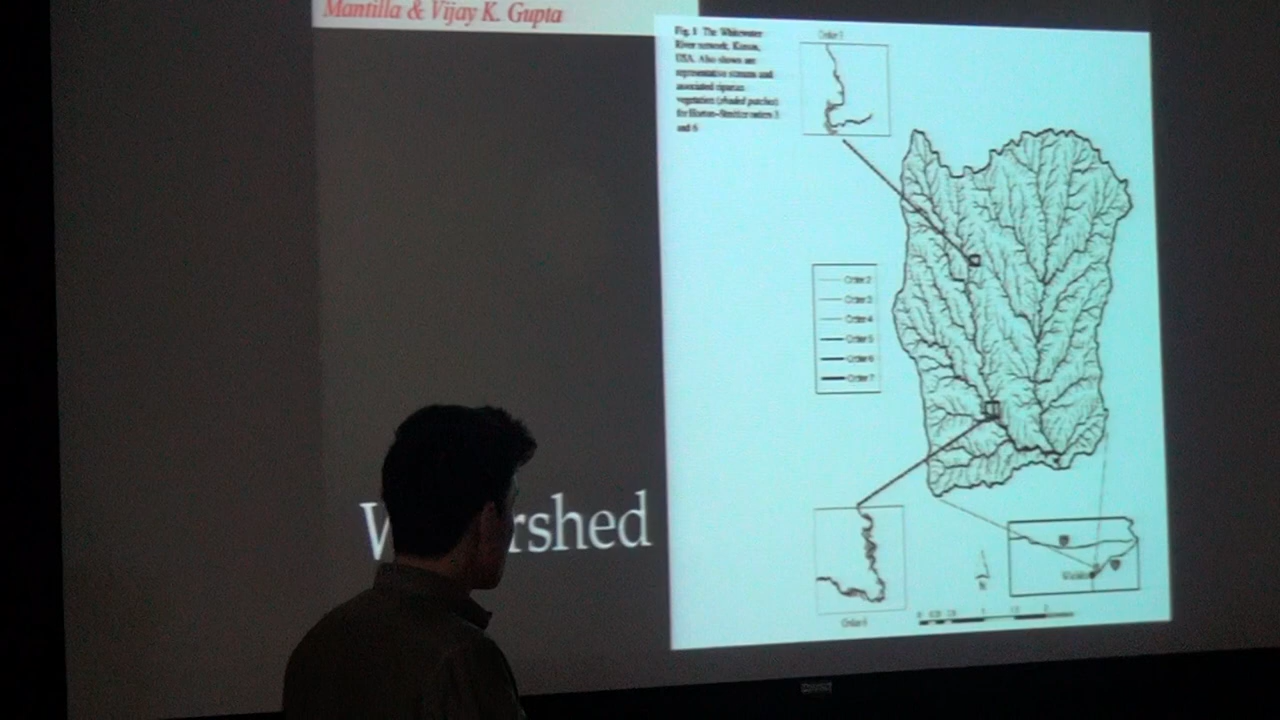 Mantilla & Vijay K. Gupta
Fig. 1 The Whitewater
River network, Kansas,
USA. Also shown are
representative streams and
associated riparian
vegetation (shaded patches)
for Horton–Strahler orders 3
and 6
Order 3
Order 2
Order 3
Order 4
Order 5
Order 6
Order 7
rshed
N
Order 6